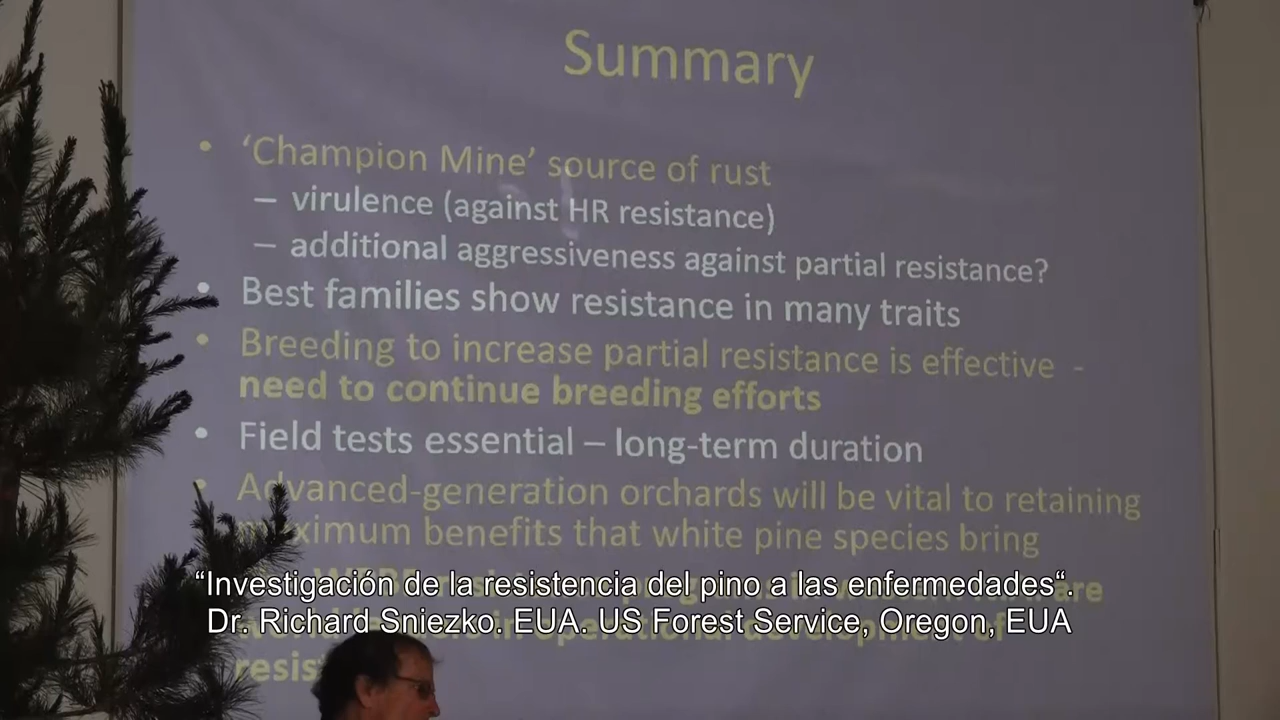 Summary
• ‘Champion Mine’ source of rust
– virulence (against HR resistance)
– additional aggressiveness against partial resistance?
• Best families show resistance in many traits
• Breeding to increase partial resistance is effective -
need to continue breeding efforts
• Field tests essential – long-term duration
• Advanced-generation orchards will be vital to retaining
maximum benefits that white pine species bring
“Investigación de la resistencia del pino a las enfermedades“.
Dr. Richard Sniezko. EUA. US Forest Service, Oregon, EUA